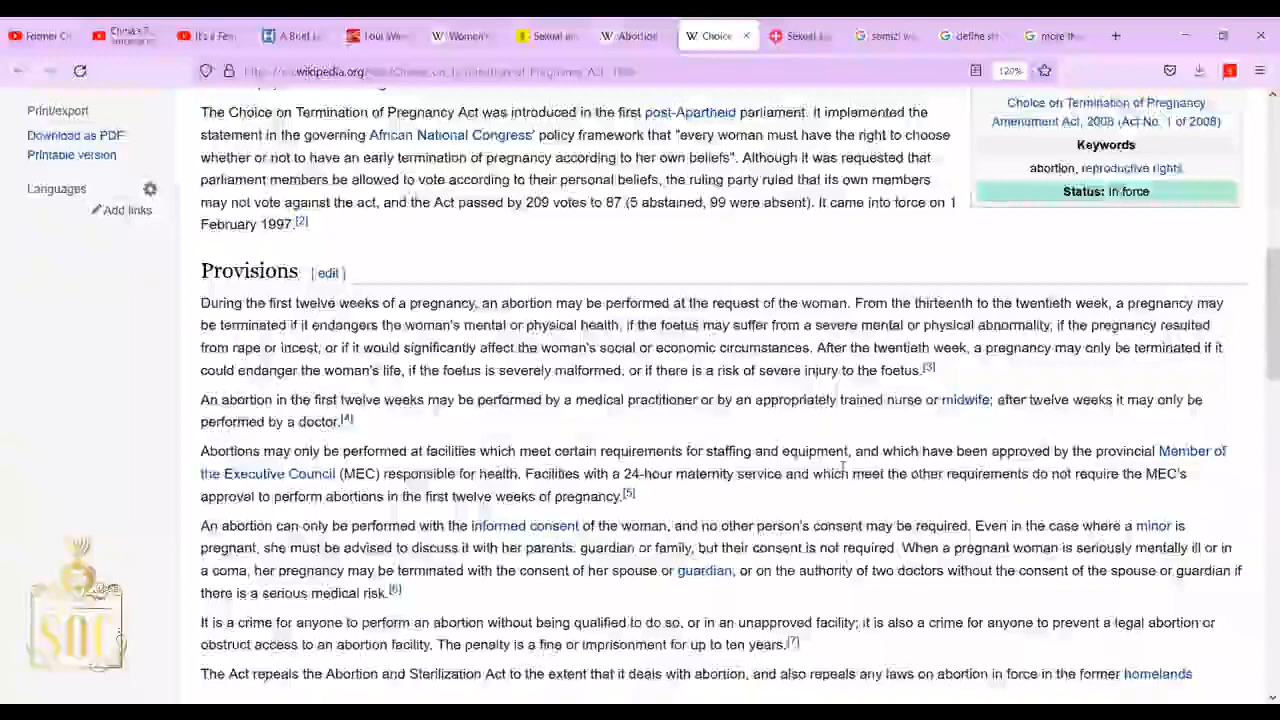 Former C
China's
It's a Fem
A Brief
Women's
Sexual
Abortion
Choice
Sexual
somizi w
define str
more th
wikipedia.org
120%
Print/export
Download as PDF
Printable version
Languages
Add links
The Choice on Termination of Pregnancy Act was introduced in the first post-Apartheid parliament. It implemented the
statement in the governing African National Congress' policy framework that "every woman must have the right to choose
whether or not to have an early termination of pregnancy according to her own beliefs". Although it was requested that
parliament members be allowed to vote according to their personal beliefs, the ruling party ruled that its own members
may not vote against the act, and the Act passed by 209 votes to 87 (5 abstained, 99 were absent). It came into force on 1
February 1997.[2]
Choice on Termination of Pregnancy
Amendment Act, 2008 (Act No. 1 of 2008)
Keywords
abortion, reproductive rights
Status: In force
Provisions [ edit ]
During the first twelve weeks of a pregnancy, an abortion may be performed at the request of the woman. From the thirteenth to the twentieth week, a pregnancy may
be terminated if it endangers the woman's mental or physical health, if the foetus may suffer from a severe mental or physical abnormality, if the pregnancy resulted
from rape or incest, or if it would significantly affect the woman's social or economic circumstances. After the twentieth week, a pregnancy may only be terminated if it
could endanger the woman's life, if the foetus is severely malformed, or if there is a risk of severe injury to the foetus.[3]
An abortion in the first twelve weeks may be performed by a medical practitioner or by an appropriately trained nurse or midwife; after twelve weeks it may only be
performed by a doctor.[4]
Abortions may only be performed at facilities which meet certain requirements for staffing and equipment, and which have been approved by the provincial Member of
the Executive Council (MEC) responsible for health. Facilities with a 24-hour maternity service and which meet the other requirements do not require the MEC's
approval to perform abortions in the first twelve weeks of pregnancy.[5]
An abortion can only be performed with the informed consent of the woman, and no other person's consent may be required. Even in the case where a minor is
pregnant, she must be advised to discuss it with her parents, guardian or family, but their consent is not required. When a pregnant woman is seriously mentally ill or in
a coma, her pregnancy may be terminated with the consent of her spouse or guardian, or on the authority of two doctors without the consent of the spouse or guardian if
there is a serious medical risk.[6]
It is a crime for anyone to perform an abortion without being qualified to do so, or in an unapproved facility; it is also a crime for anyone to prevent a legal abortion or
obstruct access to an abortion facility. The penalty is a fine or imprisonment for up to ten years.[7]
The Act repeals the Abortion and Sterilization Act to the extent that it deals with abortion, and also repeals any laws on abortion in force in the former homelands